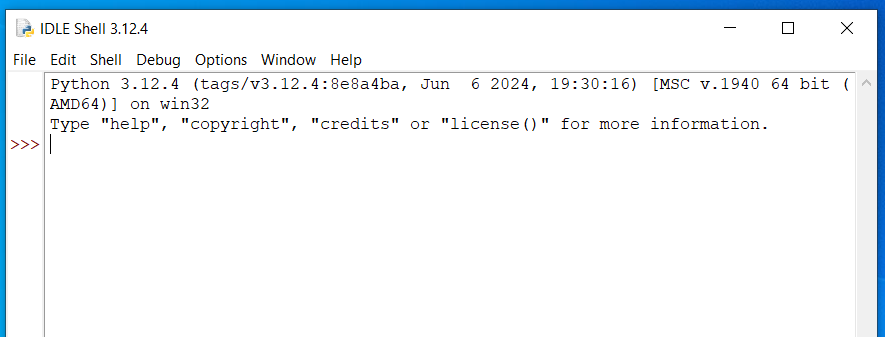 IDLE Shell 3.12.4
File Edit Shell Debug Options Window Help
Python 3.12.4 (tags/v3.12.4:8e8a4ba, Jun  6 2024, 19:30:16) [MSC v.1940 64 bit (
AMD64)] on win32
Type "help", "copyright", "credits" or "license()" for more information.
>>>